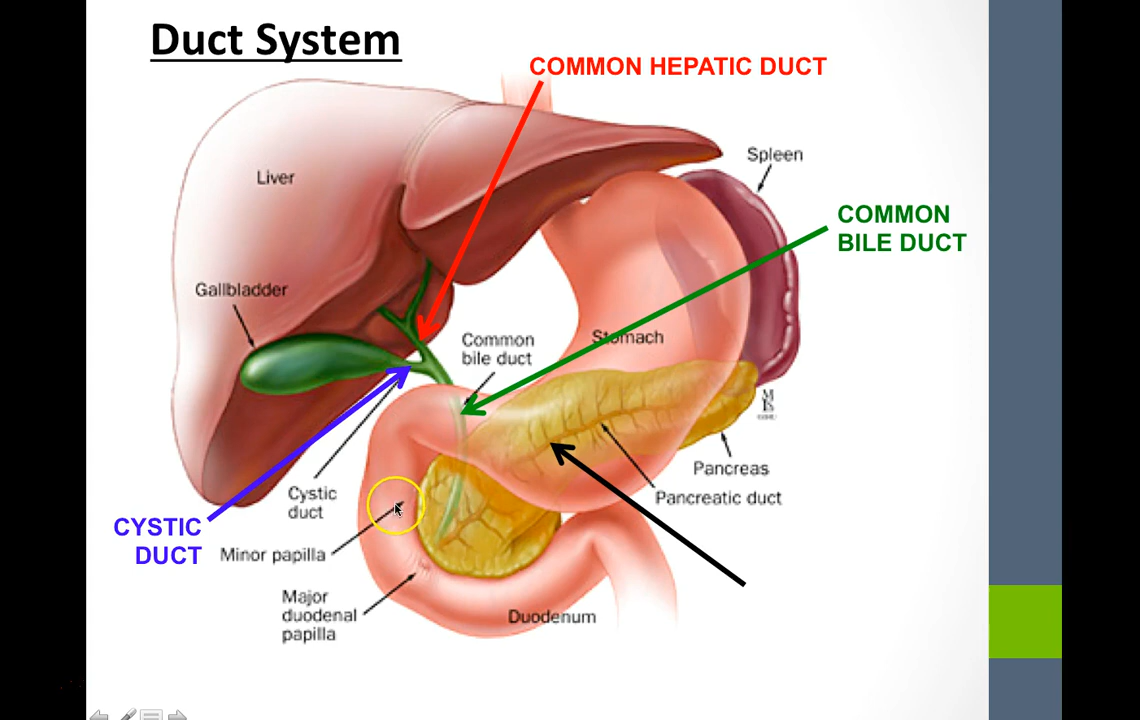 Duct System
COMMON HEPATIC DUCT
Liver
Spleen
COMMON
BILE DUCT
Gallbladder
Common
bile duct
Stomach
Pancreas
Pancreatic duct
Cystic
duct
CYSTIC
DUCT
Minor papilla
Major
duodenal
papilla
Duodenum